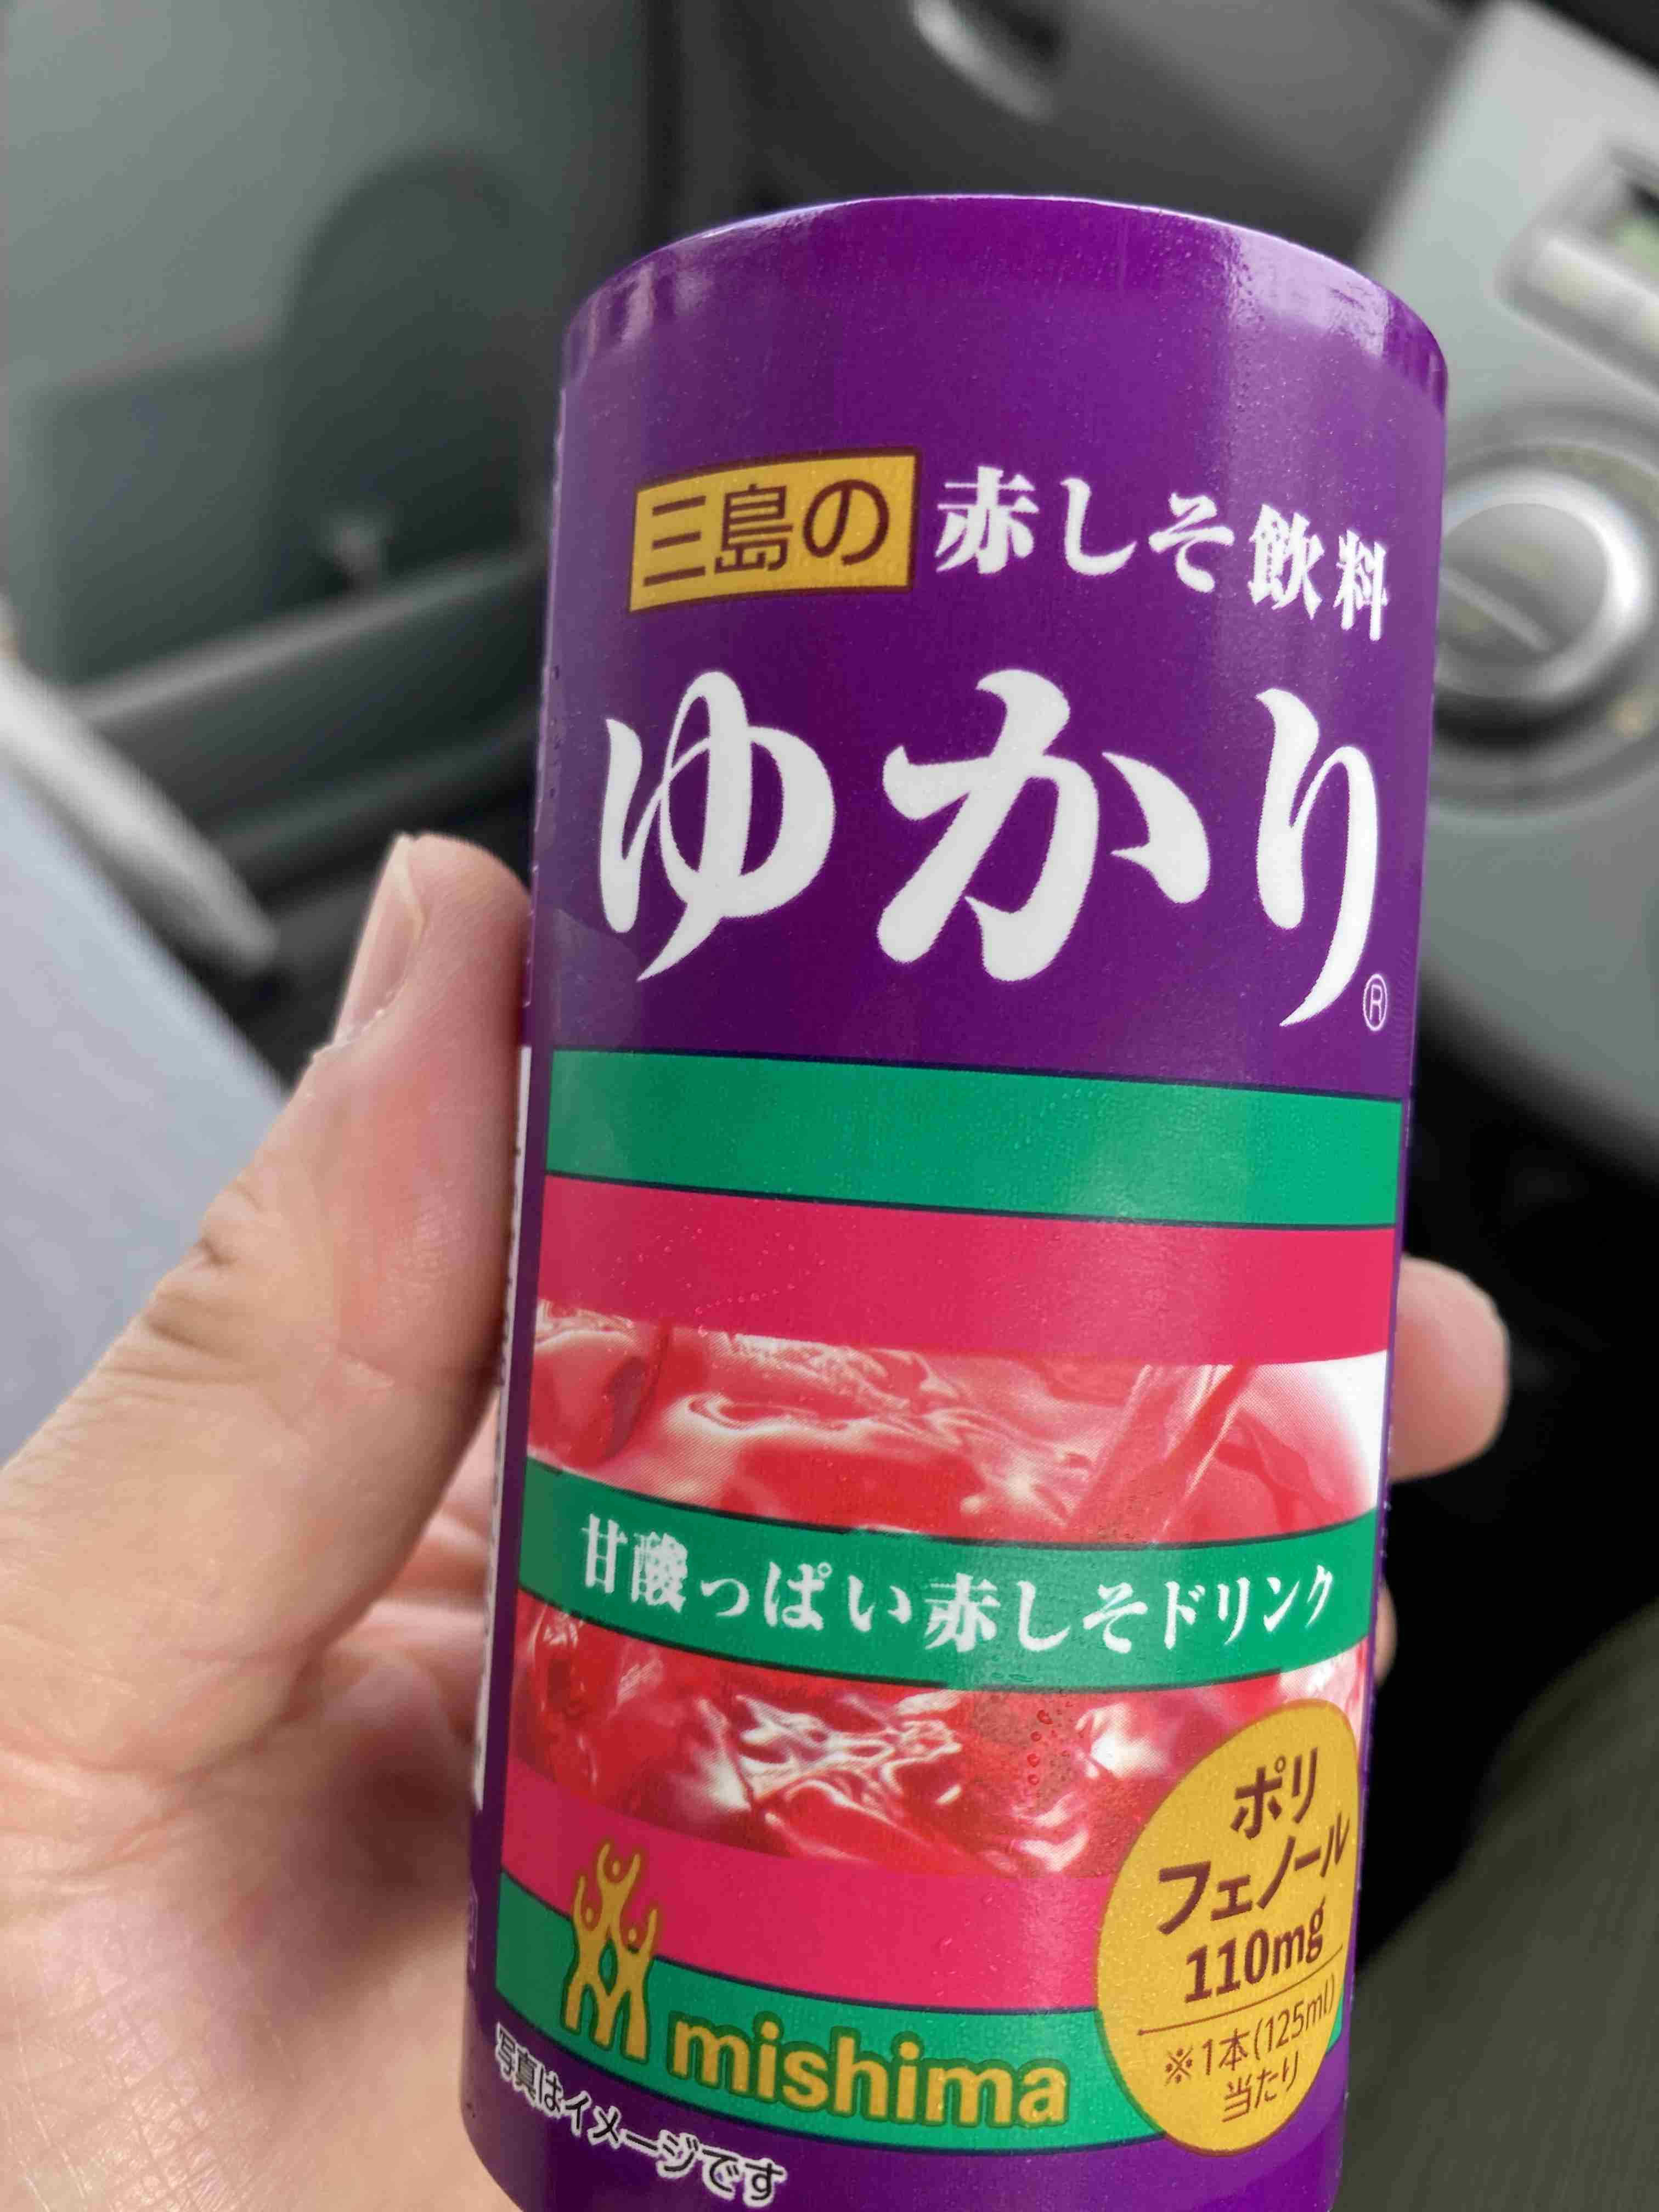 三島の 赤しそ飲料
ゆかり®
甘酸っぱい赤しそドリンク
ポリ
フェノール
110mg
※1本(125ml)
当たり
mishima
写真はイメージです